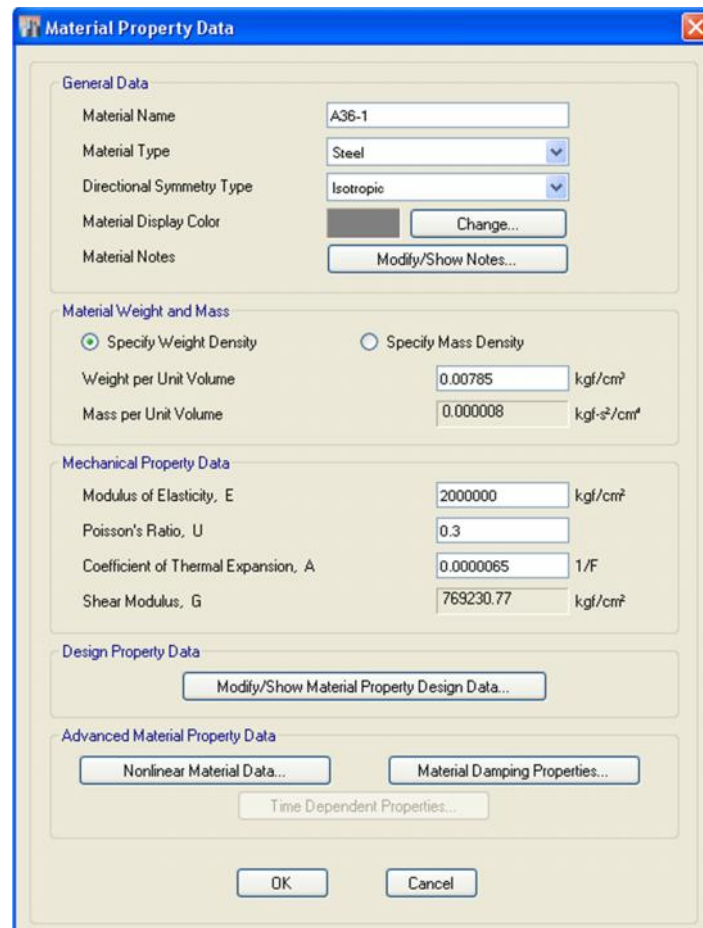 Material Property Data
General Data
Material Name A36-1
Material Type Steel
Directional Symmetry Type Isotropic
Material Display Color Change...
Material Notes Modify/Show Notes...
Material Weight and Mass
Specify Weight Density Specify Mass Density
Weight per Unit Volume 0.00785 kgf/cm³
Mass per Unit Volume 0.000008 kgf-s²/cm⁴
Mechanical Property Data
Modulus of Elasticity, E 2000000 kgf/cm²
Poisson's Ratio, U 0.3
Coefficient of Thermal Expansion, A 0.0000065 1/F
Shear Modulus, G 769230.77 kgf/cm²
Design Property Data
Modify/Show Material Property Design Data...
Advanced Material Property Data
Nonlinear Material Data... Material Damping Properties...
Time Dependent Properties...
OK Cancel